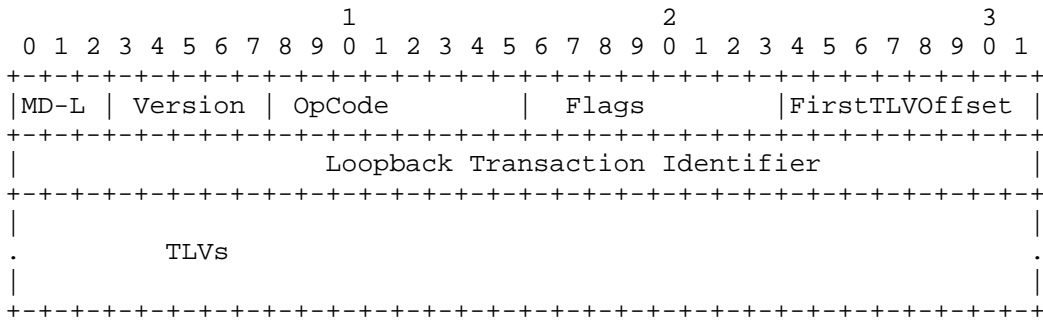 1                   2                   3
 0 1 2 3 4 5 6 7 8 9 0 1 2 3 4 5 6 7 8 9 0 1 2 3 4 5 6 7 8 9 0 1
+-+-+-+-+-+-+-+-+-+-+-+-+-+-+-+-+-+-+-+-+-+-+-+-+-+-+-+-+-+-+-+-+
|MD-L | Version | OpCode        |  Flags        |FirstTLVOffset |
+-+-+-+-+-+-+-+-+-+-+-+-+-+-+-+-+-+-+-+-+-+-+-+-+-+-+-+-+-+-+-+-+
|                   Loopback Transaction Identifier             |
+-+-+-+-+-+-+-+-+-+-+-+-+-+-+-+-+-+-+-+-+-+-+-+-+-+-+-+-+-+-+-+-+
|                                                               |
.         TLVs                                                  .
|                                                               |
+-+-+-+-+-+-+-+-+-+-+-+-+-+-+-+-+-+-+-+-+-+-+-+-+-+-+-+-+-+-+-+-+